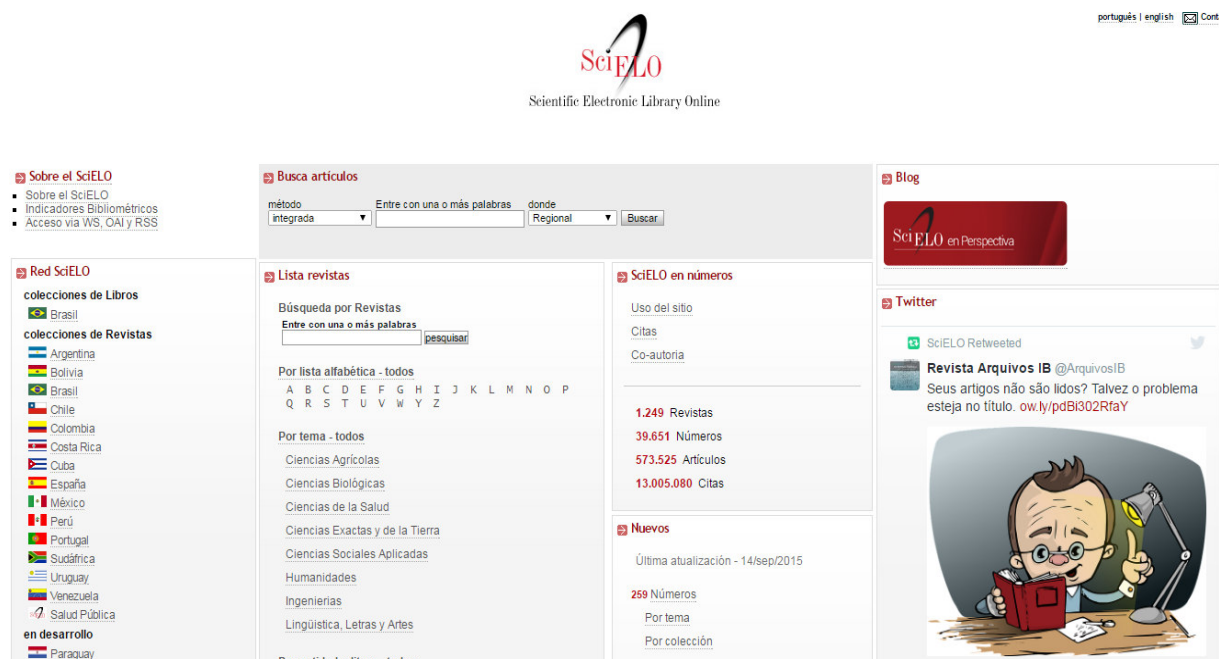 português | english Cont
SciELO
Scientific Electronic Library Online
Sobre el SciELO
Sobre el SciELO
Indicadores Bibliométricos
Acceso via WS, OAI y RSS
Busca artículos
método Entre con una o más palabras donde
integrada Regional Buscar
Blog
SciELO en Perspectiva
Red SciELO
colecciones de Libros
Brasil
colecciones de Revistas
Argentina
Bolivia
Brasil
Chile
Colombia
Costa Rica
Cuba
España
México
Perú
Portugal
Sudáfrica
Uruguay
Venezuela
Salud Pública
en desarrollo
Paraguay
Lista revistas
Búsqueda por Revistas
Entre con una o más palabras
pesquisar
Por lista alfabética - todos
A B C D E F G H I J K L M N O P
Q R S T U V W Y Z
Por tema - todos
Ciencias Agrícolas
Ciencias Biológicas
Ciencias de la Salud
Ciencias Exactas y de la Tierra
Ciencias Sociales Aplicadas
Humanidades
Ingenierias
Lingüistica, Letras y Artes
SciELO en números
Uso del sitio
Citas
Co-autoria
1.249 Revistas
39.651 Números
573.525 Artículos
13.005.080 Citas
Nuevos
Última atualización - 14/sep/2015
259 Números
Por tema
Por colección
Twitter
SciELO Retweeted
Revista Arquivos IB @ArquivosIB
Seus artigos não são lidos? Talvez o problema
esteja no título. ow.ly/pdBi302RfaY